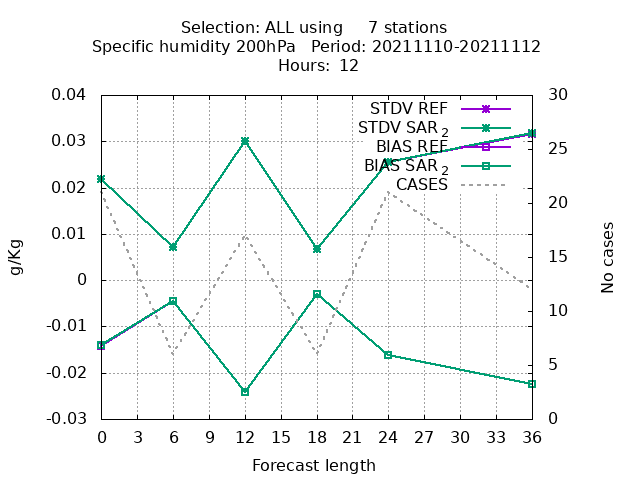 Selection: ALL using 7 stations
Specific humidity 200hPa Period: 20211110-20211112
Hours: 12
0.04
0.03
0.02
0.01
0
-0.01
-0.02
-0.03
g/Kg
30
25
20
15
10
5
0
No cases
STDV REF
STDV SAR 2
BIAS REF
BIAS SAR 2
CASES
0 3 6 9 12 15 18 21 24 27 30 33 36
Forecast length